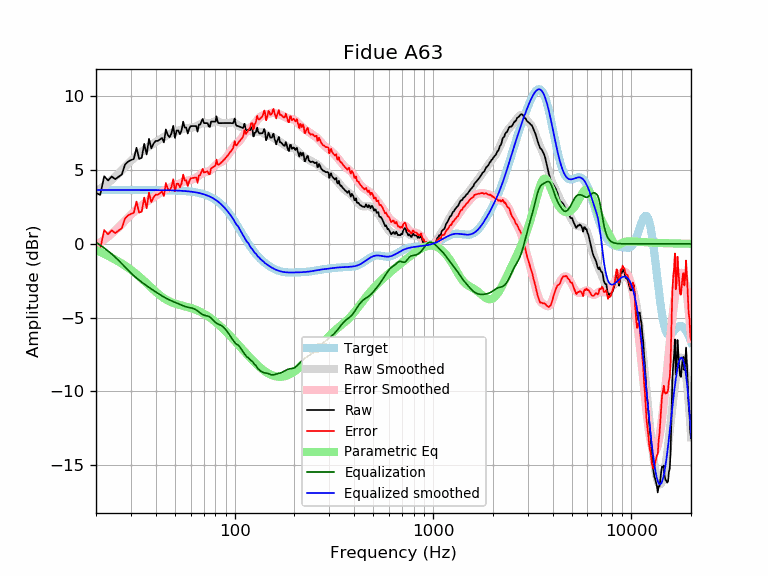 Fidue A63
10
5
0
−5
−10
−15
Amplitude (dBr)
Target
Raw Smoothed
Error Smoothed
Raw
Error
Parametric Eq
Equalization
Equalized smoothed
100
1000
10000
Frequency (Hz)